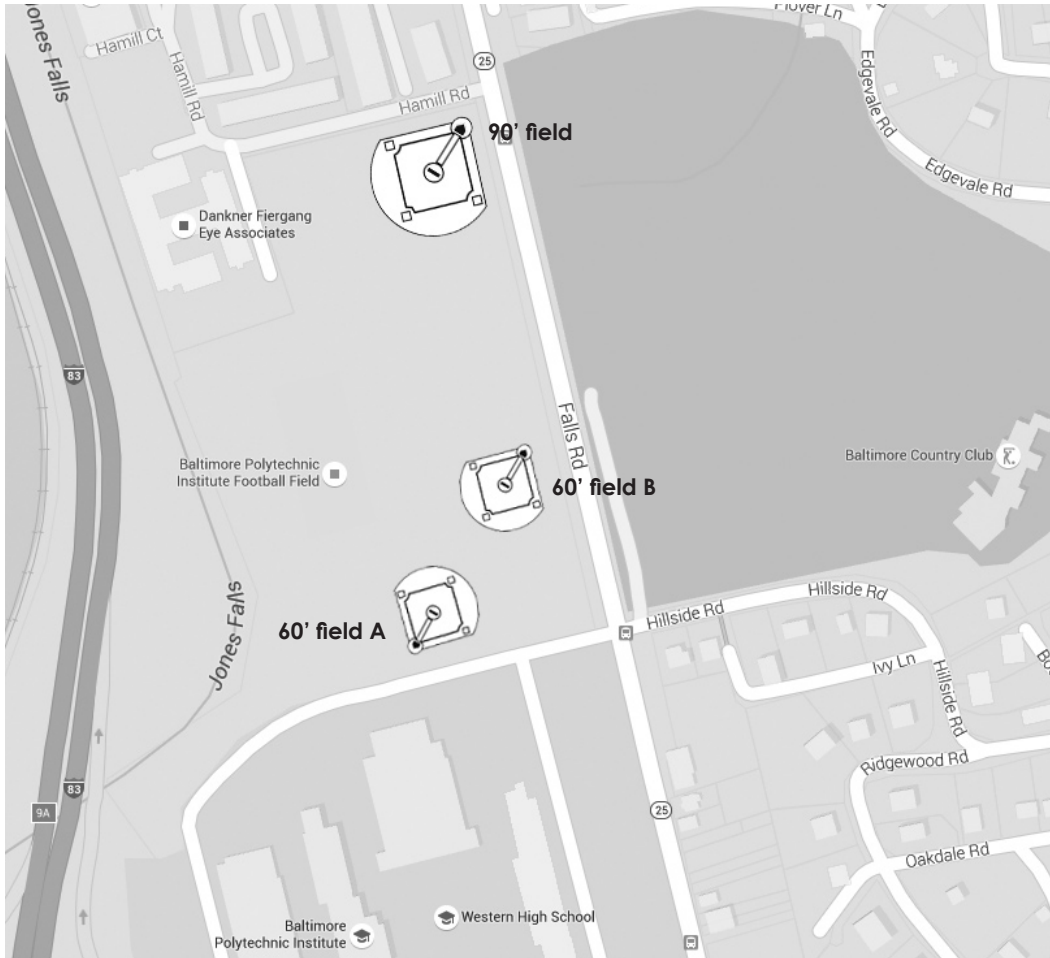 Plover Ln
Jones Falls
Hamill Ct
Hamill Rd
25
Hamill Rd
90’ field
Edgevale Rd
Edgevale Rd
Dankner Fiergang
Eye Associates
83
Falls Rd
Baltimore Polytechnic
Institute Football Field
Baltimore Country Club
60’ field B
Jones Falls
60’ field A
Hillside Rd
Hillside Rd
Ivy Ln
Hillside Rd
Ridgewood Rd
83
9A
25
Oakdale Rd
Baltimore
Polytechnic Institute
Western High School